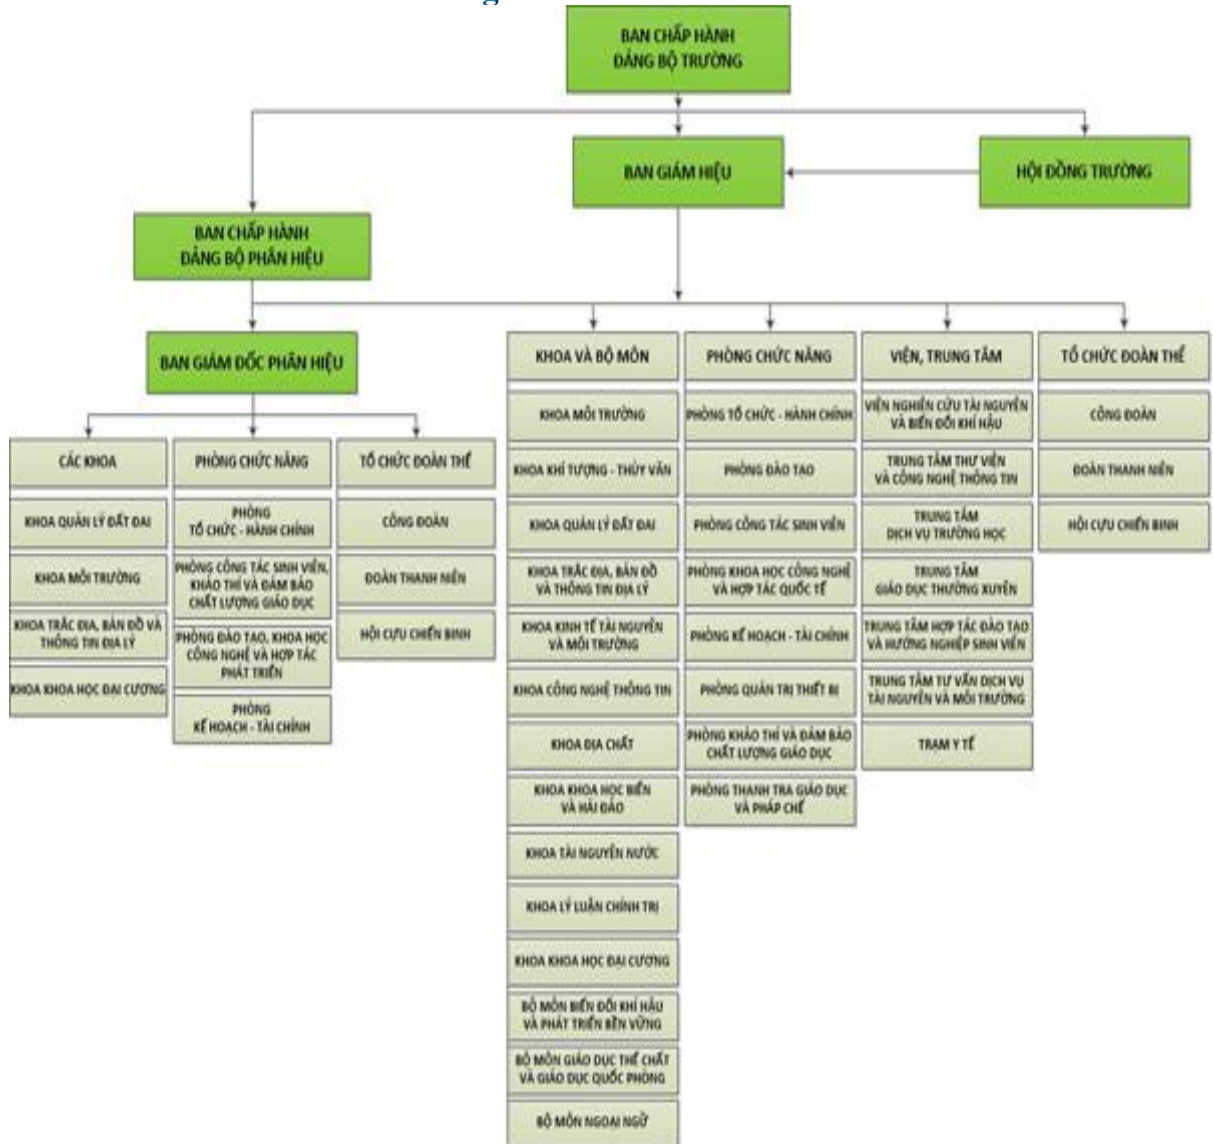 BAN CHẤP HÀNH
ĐẢNG BỘ TRƯỜNG
BAN GIÁM HIỆU
HỘI ĐỒNG TRƯỜNG
BAN CHẤP HÀNH
ĐẢNG BỘ PHÂN HIỆU
BAN GIÁM ĐỐC PHÂN HIỆU
CÁC KHOA
KHOA QUẢN LÝ ĐẤT ĐAI
KHOA MÔI TRƯỜNG
KHOA TRẮC ĐỊA, BẢN ĐỒ VÀ
THÔNG TIN ĐỊA LÝ
KHOA KHOA HỌC ĐẠI CƯƠNG
PHÒNG CHỨC NĂNG
PHÒNG
TỔ CHỨC - HÀNH CHÍNH
PHÒNG CÔNG TÁC SINH VIÊN,
KHẢO THÍ VÀ ĐẢM BẢO
CHẤT LƯỢNG GIÁO DỤC
PHÒNG ĐÀO TẠO, KHOA HỌC
CÔNG NGHỆ VÀ HỢP TÁC
PHÁT TRIỂN
PHÒNG
KẾ HOẠCH - TÀI CHÍNH
TỔ CHỨC ĐOÀN THỂ
CÔNG ĐOÀN
ĐOÀN THANH NIÊN
HỘI CỰU CHIẾN BINH
KHOA VÀ BỘ MÔN
KHOA MÔI TRƯỜNG
KHOA KHÍ TƯỢNG - THỦY VĂN
KHOA QUẢN LÝ ĐẤT ĐAI
KHOA TRẮC ĐỊA, BẢN ĐỒ
VÀ THÔNG TIN ĐỊA LÝ
KHOA KINH TẾ TÀI NGUYÊN
VÀ MÔI TRƯỜNG
KHOA CÔNG NGHỆ THÔNG TIN
KHOA ĐỊA CHẤT
KHOA KHOA HỌC BIỂN
VÀ HẢI ĐẢO
KHOA TÀI NGUYÊN NƯỚC
KHOA LÝ LUẬN CHÍNH TRỊ
KHOA KHOA HỌC ĐẠI CƯƠNG
BỘ MÔN BIẾN ĐỔI KHÍ HẬU
VÀ PHÁT TRIỂN BỀN VỮNG
BỘ MÔN GIÁO DỤC THỂ CHẤT
VÀ GIÁO DỤC QUỐC PHÒNG
BỘ MÔN NGOẠI NGỮ
PHÒNG CHỨC NĂNG
PHÒNG TỔ CHỨC - HÀNH CHÍNH
PHÒNG ĐÀO TẠO
PHÒNG CÔNG TÁC SINH VIÊN
PHÒNG KHOA HỌC CÔNG NGHỆ
VÀ HỢP TÁC QUỐC TẾ
PHÒNG KẾ HOẠCH - TÀI CHÍNH
PHÒNG QUẢN TRỊ THIẾT BỊ
PHÒNG KHẢO THÍ VÀ ĐẢM BẢO
CHẤT LƯỢNG GIÁO DỤC
PHÒNG THANH TRA GIÁO DỤC
VÀ PHÁP CHẾ
VIỆN, TRUNG TÂM
VIỆN NGHIÊN CỨU TÀI NGUYÊN
VÀ BIẾN ĐỔI KHÍ HẬU
TRUNG TÂM THƯ VIỆN
VÀ CÔNG NGHỆ THÔNG TIN
TRUNG TÂM
DỊCH VỤ TRƯỜNG HỌC
TRUNG TÂM
GIÁO DỤC THƯỜNG XUYÊN
TRUNG TÂM HỢP TÁC ĐÀO TẠO
VÀ HƯỚNG NGHIỆP SINH VIÊN
TRUNG TÂM TƯ VẤN DỊCH VỤ
TÀI NGUYÊN VÀ MÔI TRƯỜNG
TRẠM Y TẾ
TỔ CHỨC ĐOÀN THỂ
CÔNG ĐOÀN
ĐOÀN THANH NIÊN
HỘI CỰU CHIẾN BINH